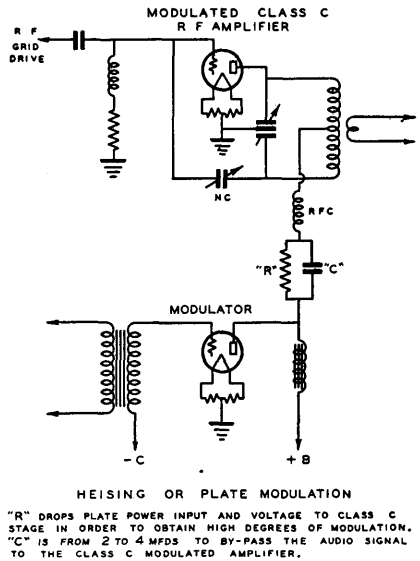 MODULATED CLASS C
R F AMPLIFIER
R F
GRID
DRIVE
NC
RFC
"R"
"C"
MODULATOR
-C
+B
HEISING OR PLATE MODULATION
"R" DROPS PLATE POWER INPUT AND VOLTAGE TO CLASS C
STAGE IN ORDER TO OBTAIN HIGH DEGREES OF MODULATION.
"C" IS FROM 2 TO 4 MFDS TO BY-PASS THE AUDIO SIGNAL
TO THE CLASS C MODULATED AMPLIFIER.